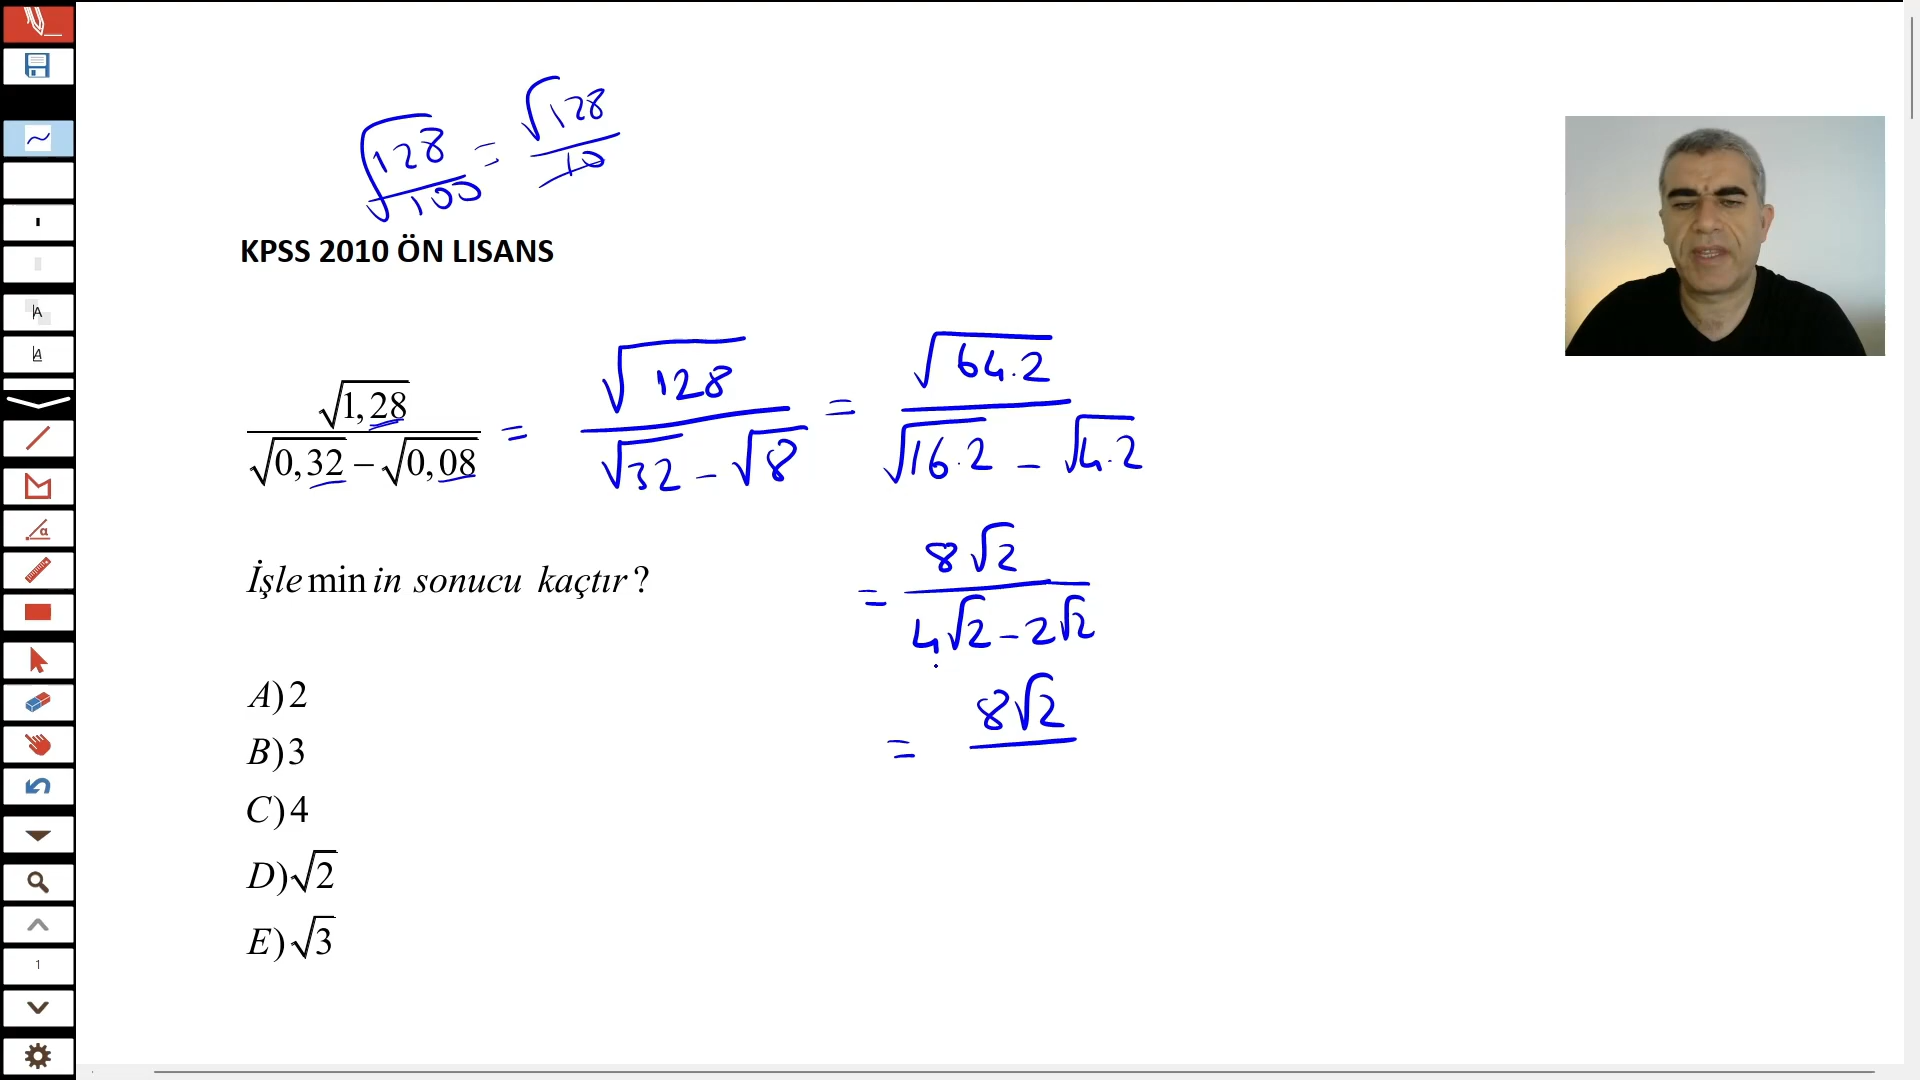 √128/100 = √128/10
KPSS 2010 ÖN LISANS
√1,28 / (√0,32 − √0,08) = √128 / (√32 − √8) = √64.2 / (√16.2 − √4.2)
= 8√2 / (4√2 − 2√2)
İşleminin sonucu kaçtır?
= 8√2
A)2
B)3
C)4
D)√2
E)√3
A
A
α
1